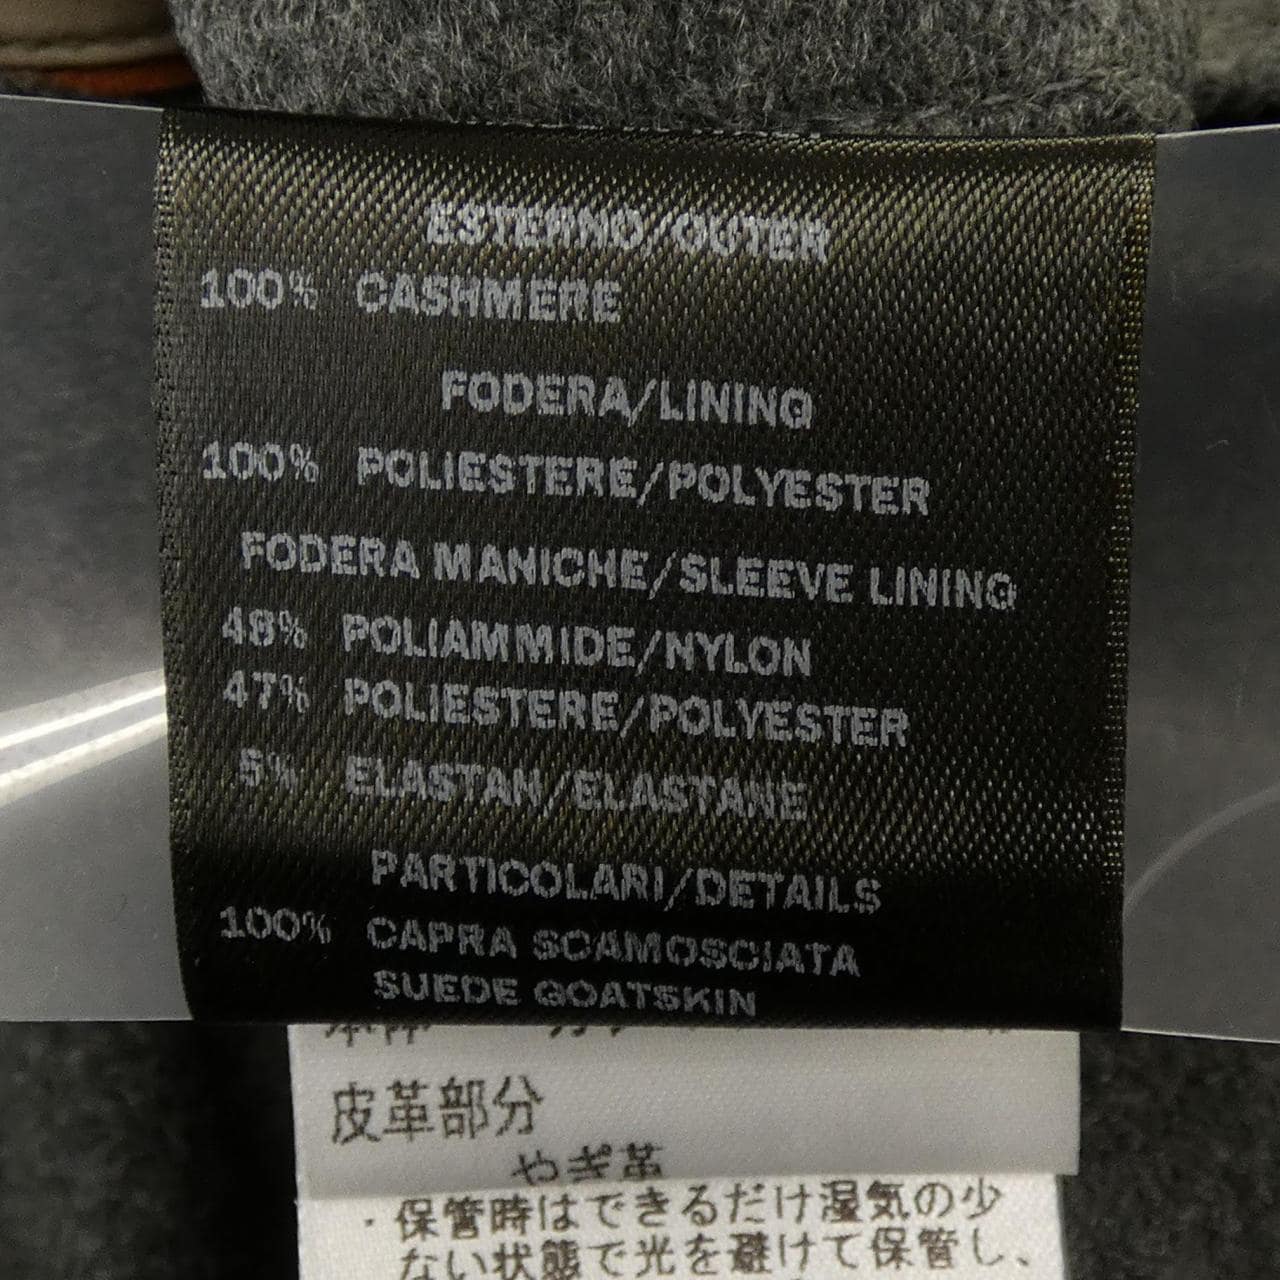 ESTERNO/OUTER
100% CASHMERE
FODERA/LINING
100% POLIESTERE/POLYESTER
FODERA MANICHE/SLEEVE LINING
48% POLIAMMIDE/NYLON
47% POLIESTERE/POLYESTER
5% ELASTAN/ELASTANE
PARTICOLARI/DETAILS
100% CAPRA SCAMOSCIATA
SUEDE GOATSKIN
皮革部分
やぎ革
・保管時はできるだけ湿気の少
ない状態で光を避けて保管し、